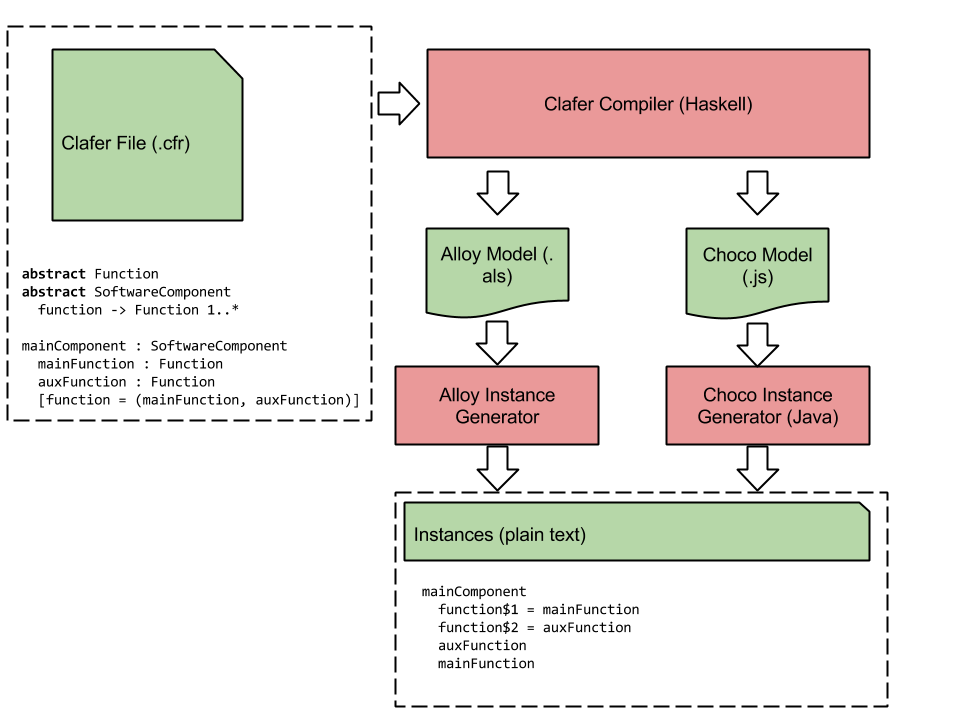 Clafer File (.cfr)
abstract Function
abstract SoftwareComponent
  function -> Function 1..*
mainComponent : SoftwareComponent
  mainFunction : Function
  auxFunction : Function
  [function = (mainFunction, auxFunction)]
Clafer Compiler (Haskell)
Alloy Model (.
als)
Choco Model
(.js)
Alloy Instance
Generator
Choco Instance
Generator (Java)
Instances (plain text)
mainComponent
  function$1 = mainFunction
  function$2 = auxFunction
  auxFunction
  mainFunction